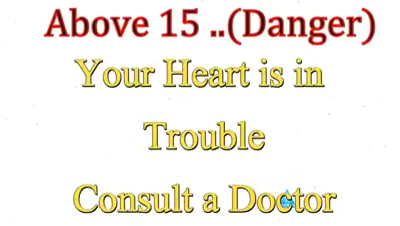 Above 15 ..(Danger)
Your Heart is in
Trouble
Consult a Doctor